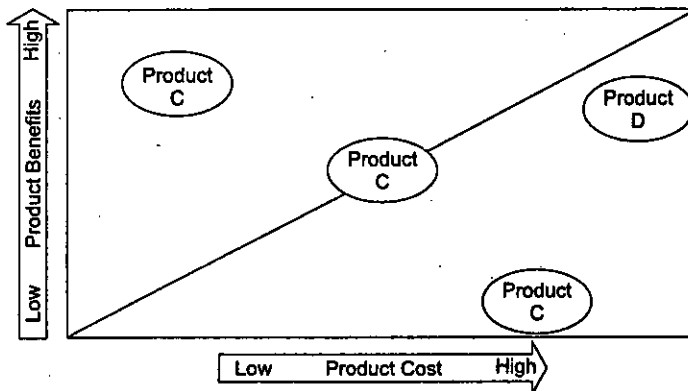 High
Product Benefits
Low
Product
C
Product
D
Product
C
Product
C
Low Product Cost High